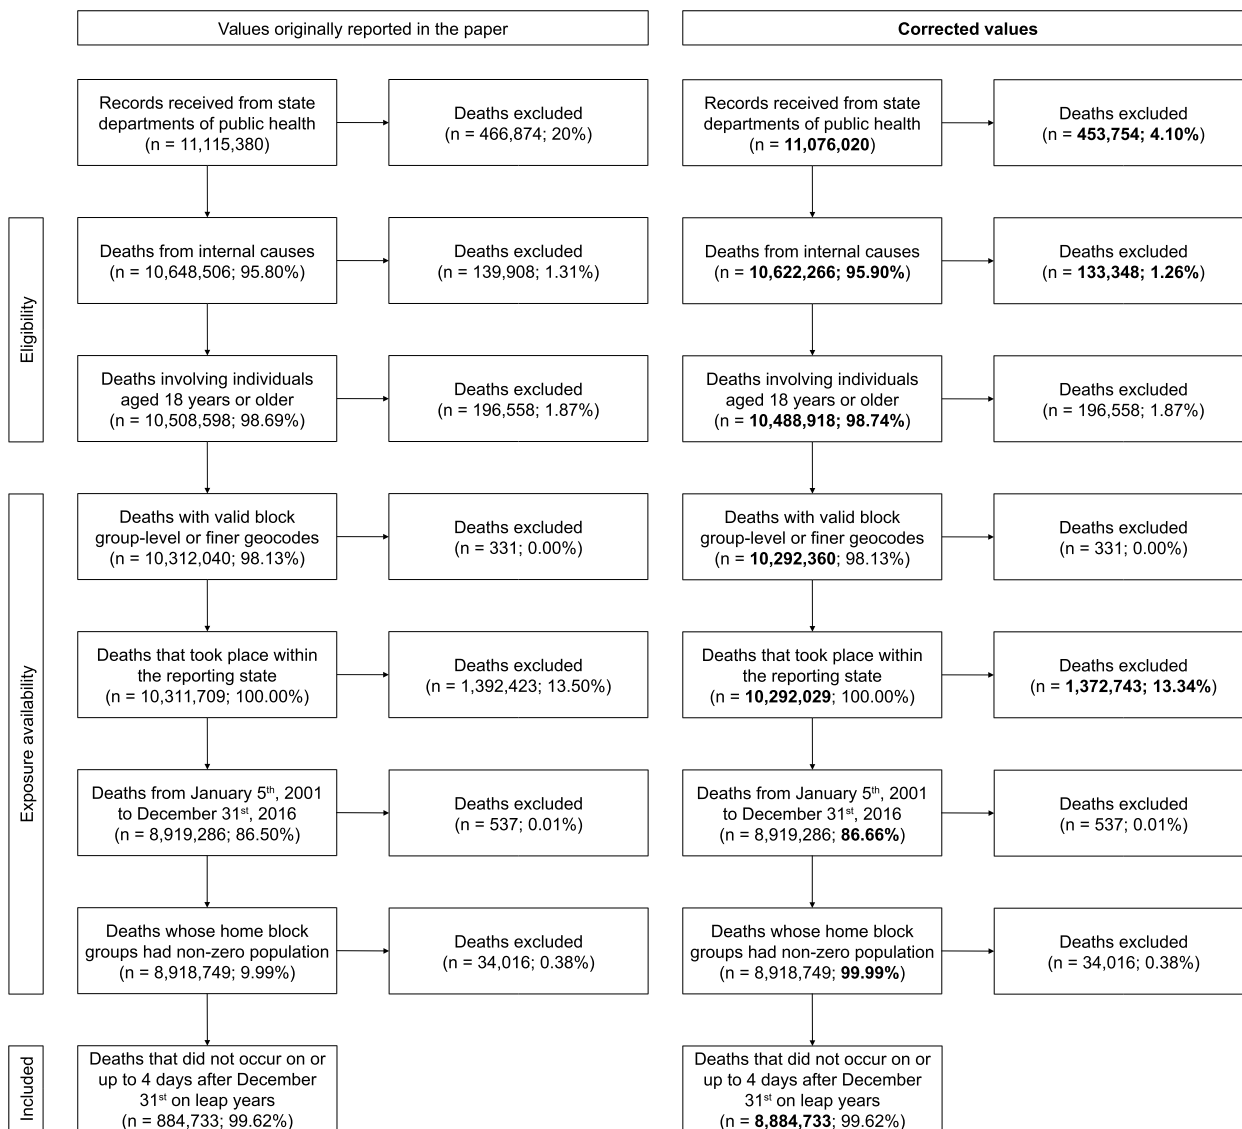 Values originally reported in the paper
Corrected values
Records received from state
departments of public health
(n = 11,115,380)
Deaths excluded
(n = 466,874; 20%)
Records received from state
departments of public health
(n = 11,076,020)
Deaths excluded
(n = 453,754; 4.10%)
Eligibility
Deaths from internal causes
(n = 10,648,506; 95.80%)
Deaths excluded
(n = 139,908; 1.31%)
Deaths from internal causes
(n = 10,622,266; 95.90%)
Deaths excluded
(n = 133,348; 1.26%)
Deaths involving individuals
aged 18 years or older
(n = 10,508,598; 98.69%)
Deaths excluded
(n = 196,558; 1.87%)
Deaths involving individuals
aged 18 years or older
(n = 10,488,918; 98.74%)
Deaths excluded
(n = 196,558; 1.87%)
Exposure availability
Deaths with valid block
group-level or finer geocodes
(n = 10,312,040; 98.13%)
Deaths excluded
(n = 331; 0.00%)
Deaths with valid block
group-level or finer geocodes
(n = 10,292,360; 98.13%)
Deaths excluded
(n = 331; 0.00%)
Deaths that took place within
the reporting state
(n = 10,311,709; 100.00%)
Deaths excluded
(n = 1,392,423; 13.50%)
Deaths that took place within
the reporting state
(n = 10,292,029; 100.00%)
Deaths excluded
(n = 1,372,743; 13.34%)
Deaths from January 5th, 2001
to December 31st, 2016
(n = 8,919,286; 86.50%)
Deaths excluded
(n = 537; 0.01%)
Deaths from January 5th, 2001
to December 31st, 2016
(n = 8,919,286; 86.66%)
Deaths excluded
(n = 537; 0.01%)
Deaths whose home block
groups had non-zero population
(n = 8,918,749; 9.99%)
Deaths excluded
(n = 34,016; 0.38%)
Deaths whose home block
groups had non-zero population
(n = 8,918,749; 99.99%)
Deaths excluded
(n = 34,016; 0.38%)
Included
Deaths that did not occur on or
up to 4 days after December
31st on leap years
(n = 884,733; 99.62%)
Deaths that did not occur on or
up to 4 days after December
31st on leap years
(n = 8,884,733; 99.62%)